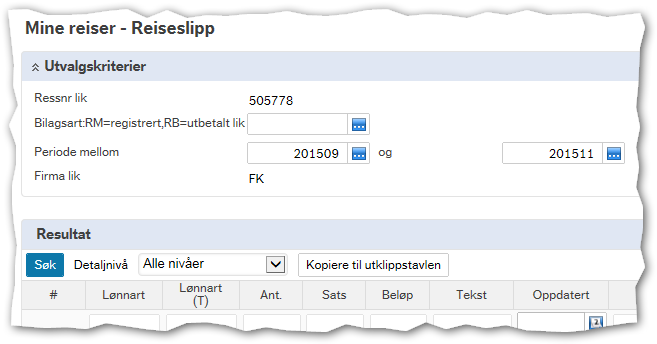 Mine reiser - Reiseslipp
Utvalgskriterier
Ressnr lik 505778
Bilagsart:RM=registrert,RB=utbetalt lik
Periode mellom 201509 og 201511
Firma lik FK
Resultat
Søk Detaljnivå Alle nivåer Kopiere til utklippstavlen
# Lønnart Lønnart (T) Ant. Sats Beløp Tekst Oppdatert